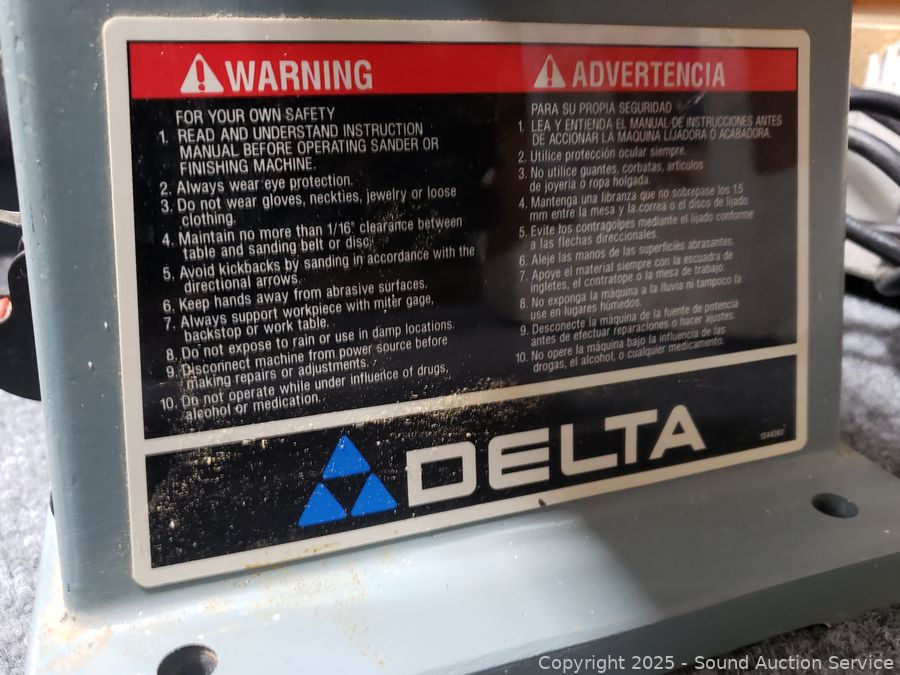 WARNING
FOR YOUR OWN SAFETY
1. READ AND UNDERSTAND INSTRUCTION
MANUAL BEFORE OPERATING SANDER OR
FINISHING MACHINE.
2. Always wear eye protection.
3. Do not wear gloves, neckties, jewelry or loose
clothing.
4. Maintain no more than 1/16" clearance between
table and sanding belt or disc.
5. Avoid kickbacks by sanding in accordance with the
directional arrows.
6. Keep hands away from abrasive surfaces.
7. Always support workpiece with miter gage,
backstop or work table.
8. Do not expose to rain or use in damp locations.
9. Disconnect machine from power source before
making repairs or adjustments.
10. Do not operate while under influence of drugs,
alcohol or medication.
ADVERTENCIA
PARA SU PROPIA SEGURIDAD
1. LEA Y ENTIENDA EL MANUAL DE INSTRUCCIONES ANTES
DE ACCIONAR LA MAQUINA LIJADORA O ACABADORA.
2. Utilice protección ocular siempre.
3. No utilice guantes, corbatas, artículos
de joyería o ropa holgada.
4. Mantenga una libranza que no sobrepase los 1.5
mm entre la mesa y la correa o el disco de lijado.
5. Evite los contragolpes mediante el lijado conforme
a las flechas direccionales.
6. Aleje las manos de las superficies abrasantes.
7. Apoye el material siempre con la escuadra de
ingletes, el contratope o la mesa de trabajo.
8. No exponga la máquina a la lluvia ni tampoco la
use en lugares húmedos.
9. Desconecte la máquina de la fuente de potencia
antes de efectuar reparaciones o hacer ajustes.
10. No opere la máquina bajo la influencia de las
drogas, el alcohol, o cualquier medicamento.
DELTA
Copyright 2025 - Sound Auction Service